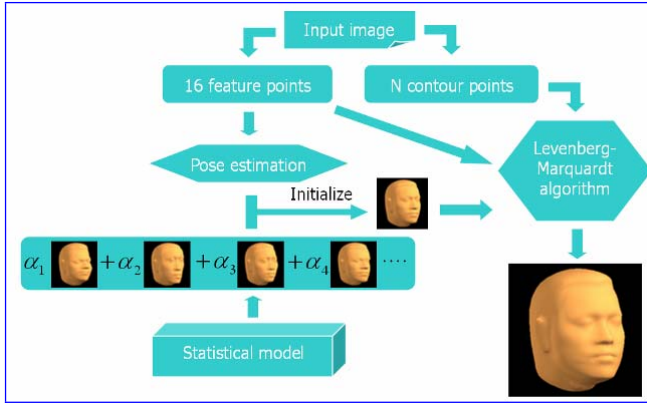 Input image
16 feature points
N contour points
Levenberg-
Marquardt
algorithm
Pose estimation
Initialize
α1 +α2 +α3 +α4 ····
Statistical model